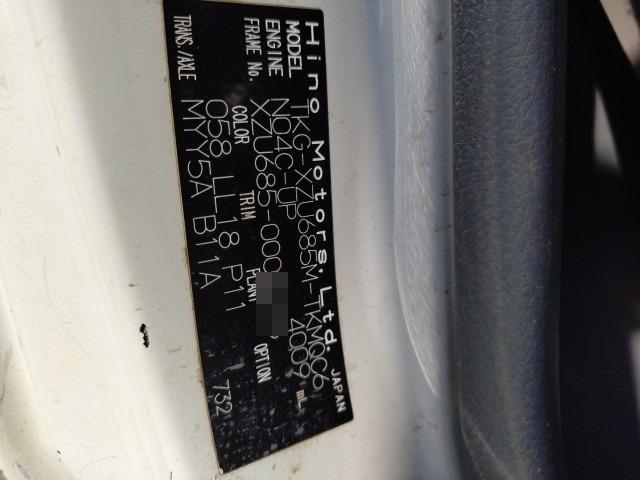 Hino Motors, Ltd. JAPAN
MODEL TKG-XZU685M-TKMQC6
ENGINE N04C-UP 4009 mL
FRAME No. XZU685-000
COLOR TRIM PLANT OPTION
058 LL18 P11
TRANS./AXLE MYY5A B11A 732